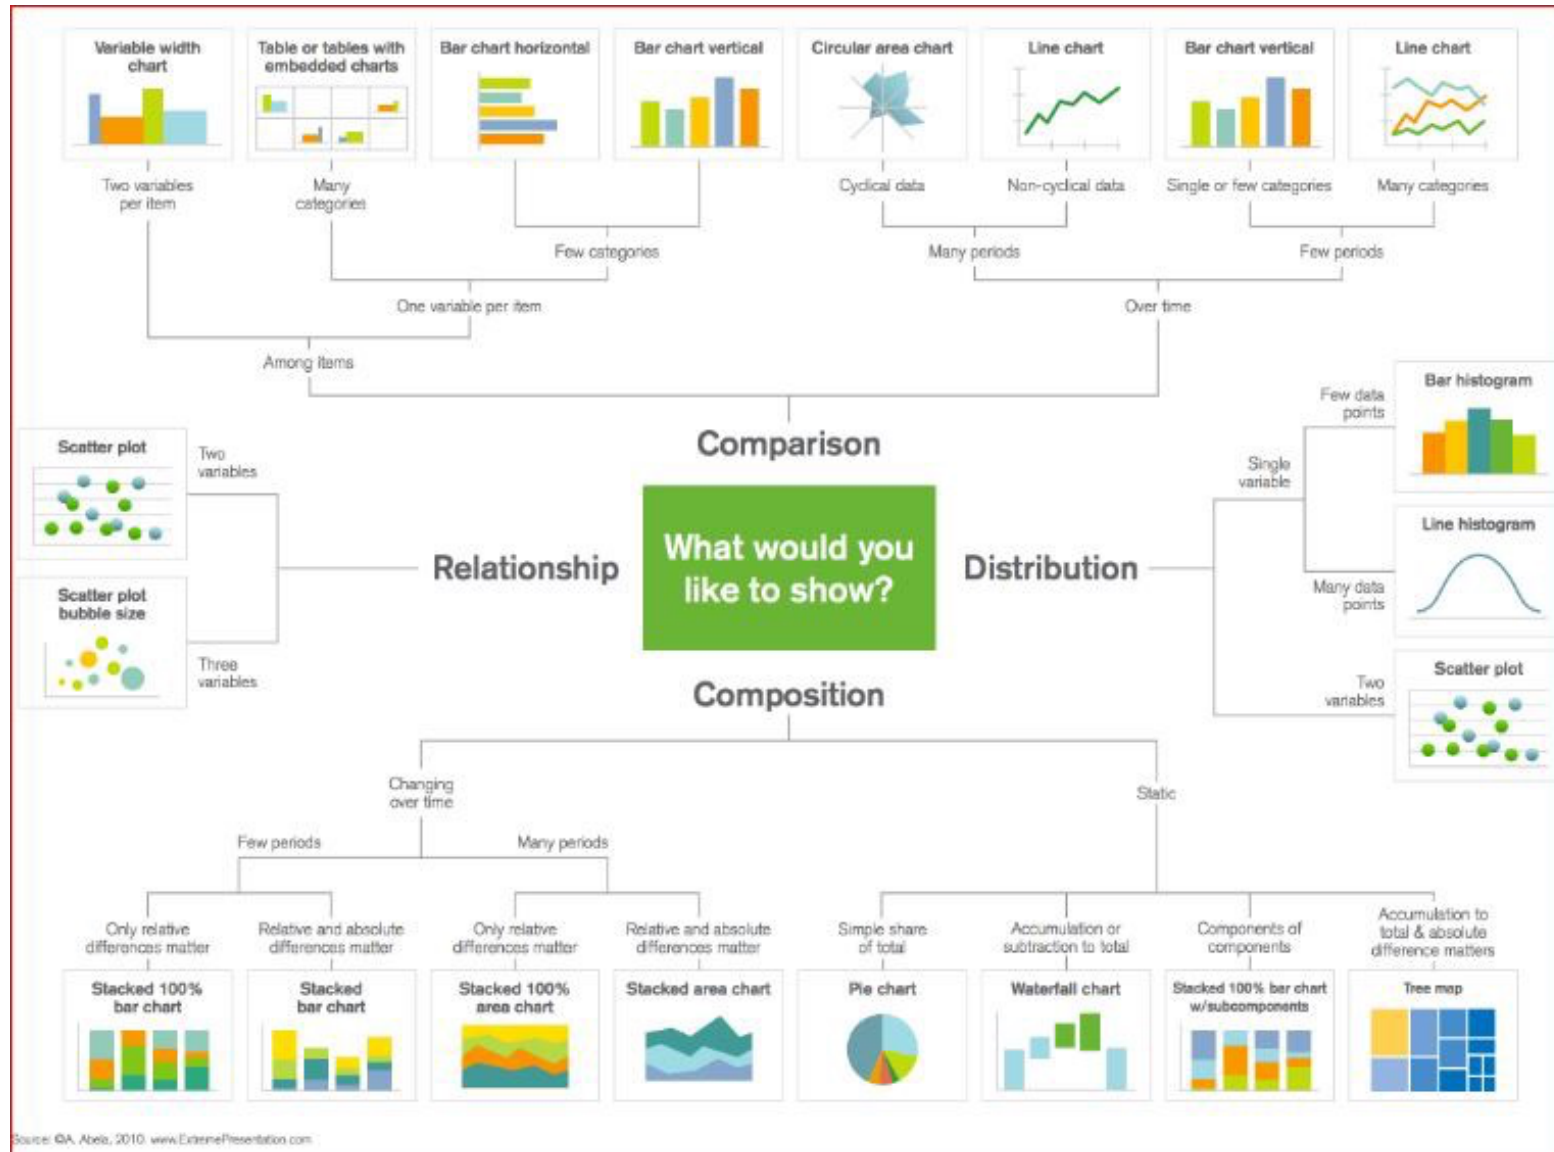 Variable width
chart
Table or tables with
embedded charts
Bar chart horizontal
Bar chart vertical
Circular area chart
Line chart
Bar chart vertical
Line chart
Two variables
per item
Many
categories
Cyclical data
Non-cyclical data
Single or few categories
Many categories
Few categories
Many periods
Few periods
One variable per item
Over time
Among items
Comparison
Scatter plot
Two
variables
Scatter plot
bubble size
Three
variables
Relationship
What would you
like to show?
Distribution
Single
variable
Few data
points
Bar histogram
Many data
points
Line histogram
Two
variables
Scatter plot
Composition
Changing
over time
Static
Few periods
Many periods
Only relative
differences matter
Relative and absolute
differences matter
Only relative
differences matter
Relative and absolute
differences matter
Simple share
of total
Accumulation or
subtraction to total
Components of
components
Accumulation to
total & absolute
difference matters
Stacked 100%
bar chart
Stacked
bar chart
Stacked 100%
area chart
Stacked area chart
Pie chart
Waterfall chart
Stacked 100% bar chart
w/subcomponents
Tree map
Source: ©A. Abela, 2010. www.ExtremePresentation.com